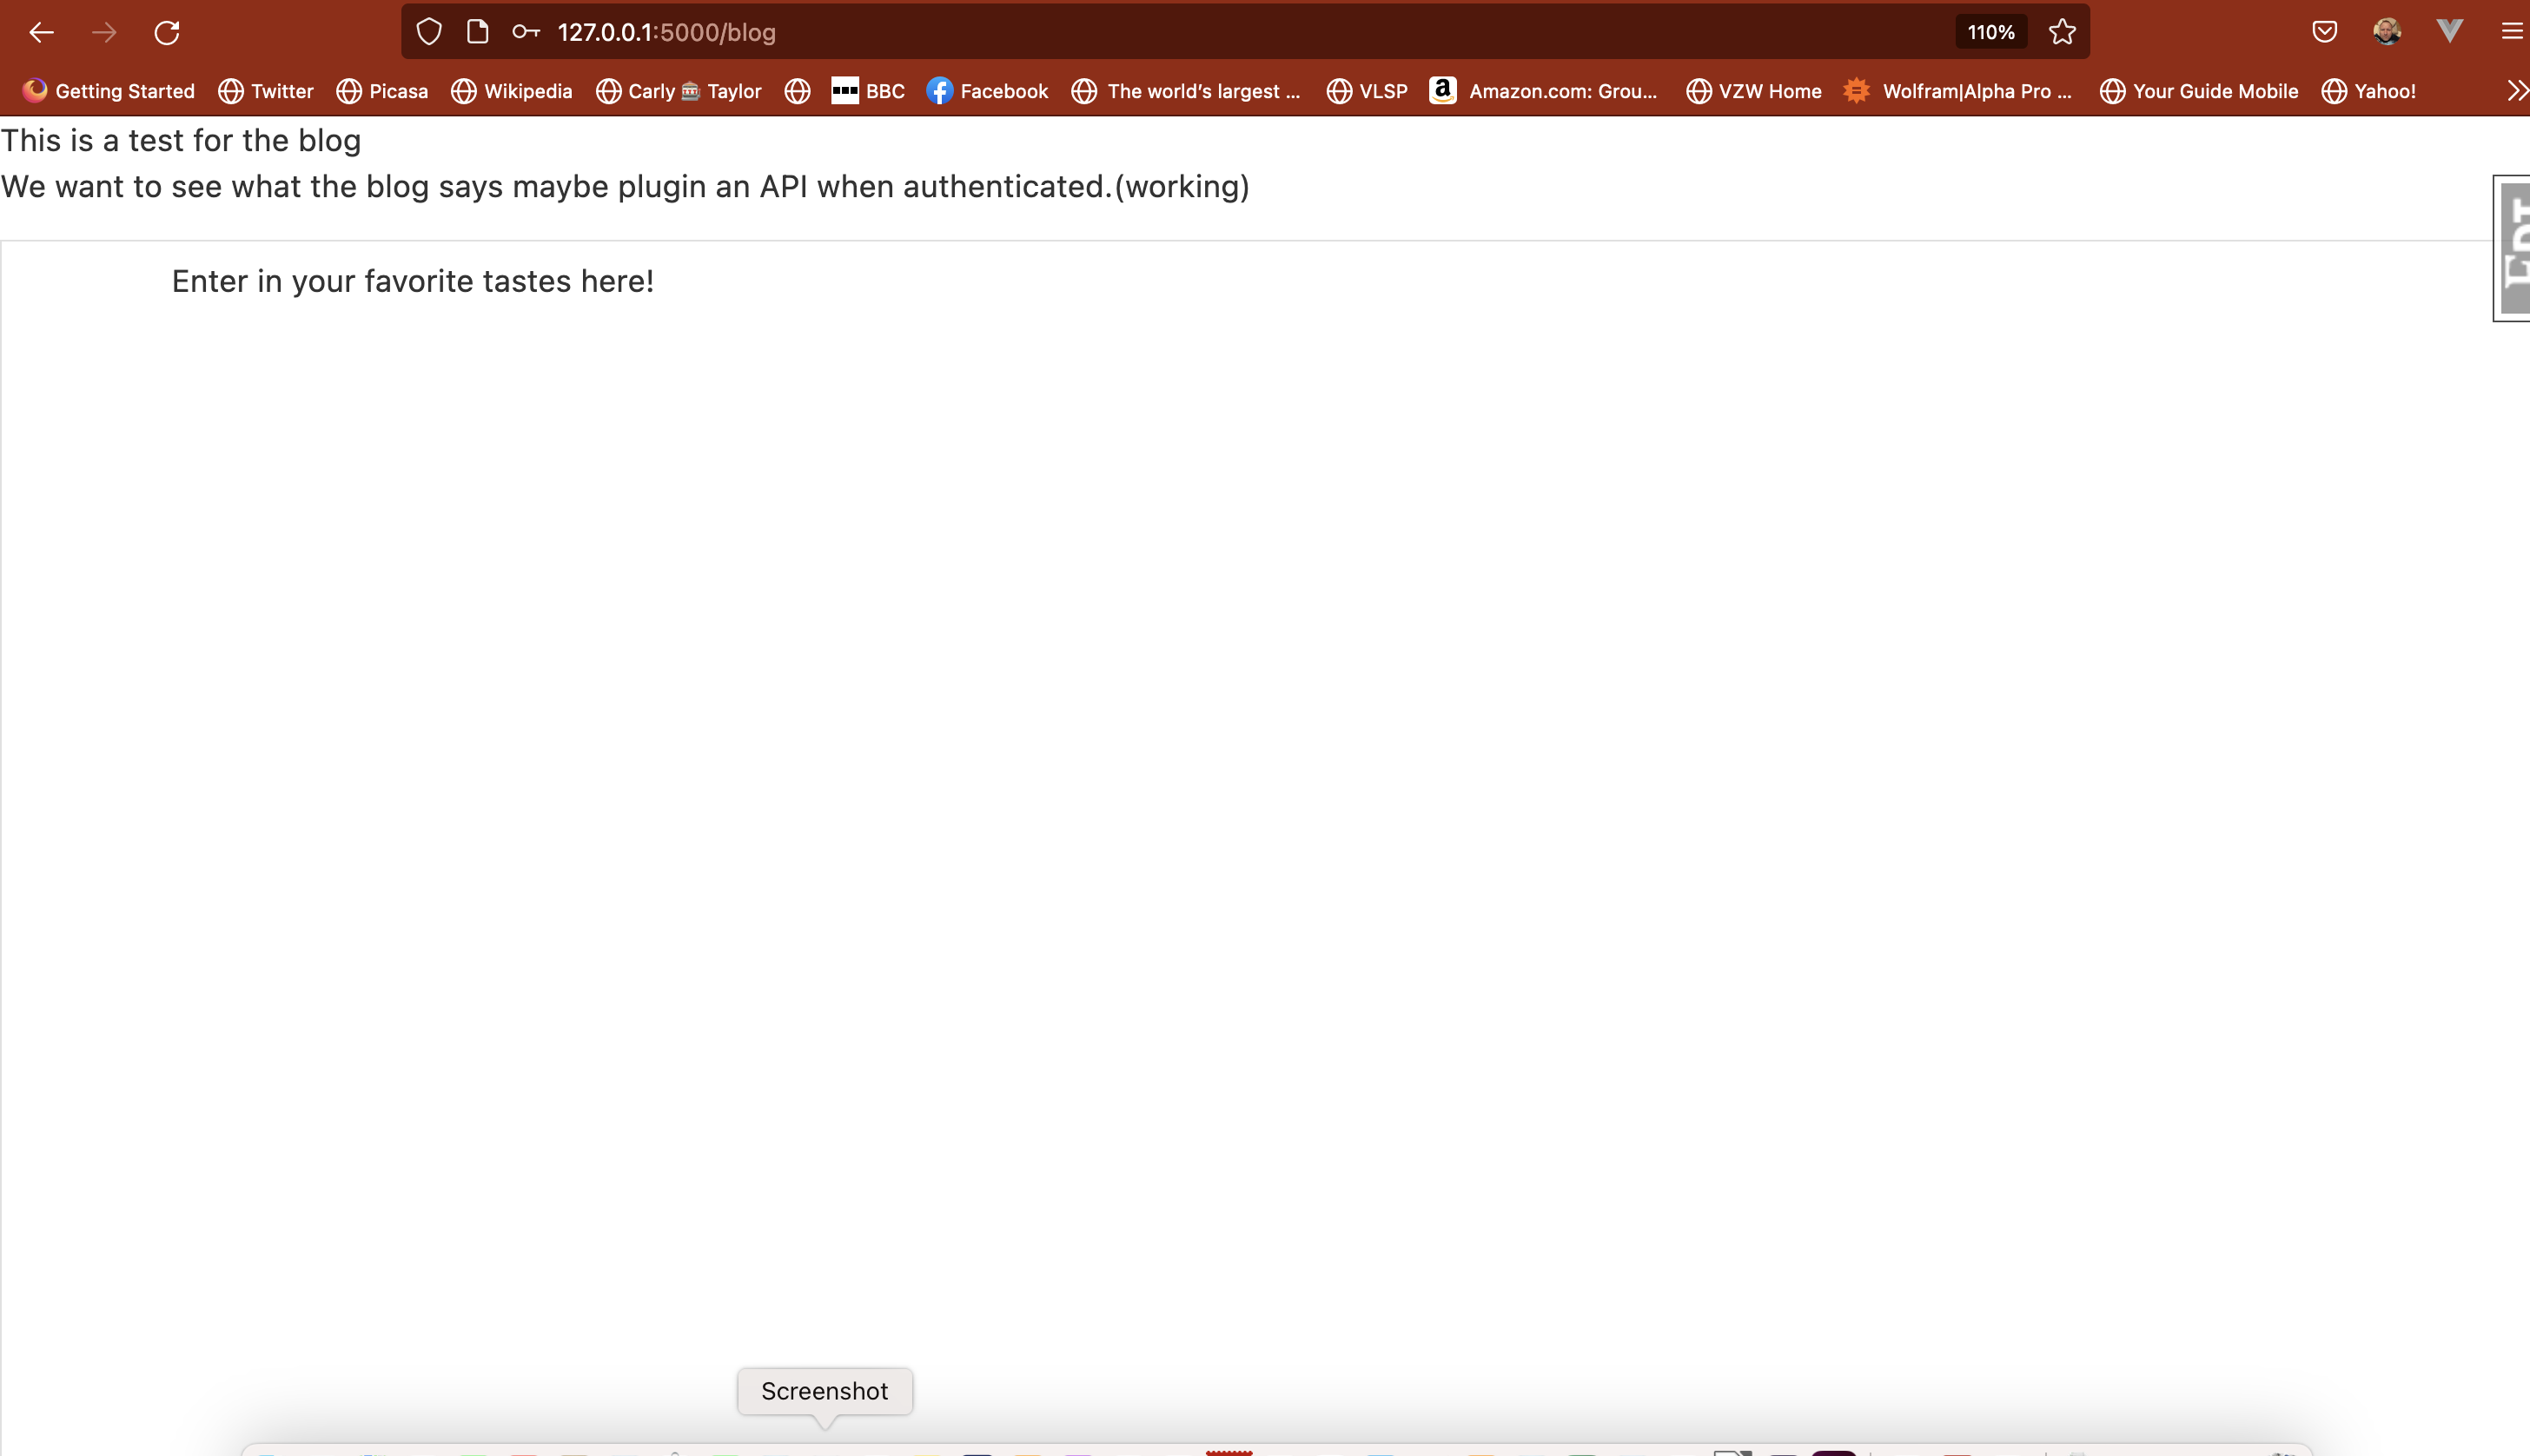 127.0.0.1:5000/blog
110%
Getting Started
Twitter
Picasa
Wikipedia
Carly 🚋 Taylor
BBC
Facebook
The world's largest ...
VLSP
a
Amazon.com: Grou...
VZW Home
Wolfram|Alpha Pro ...
Your Guide Mobile
Yahoo!
This is a test for the blog
We want to see what the blog says maybe plugin an API when authenticated.(working)
Enter in your favorite tastes here!
Screenshot